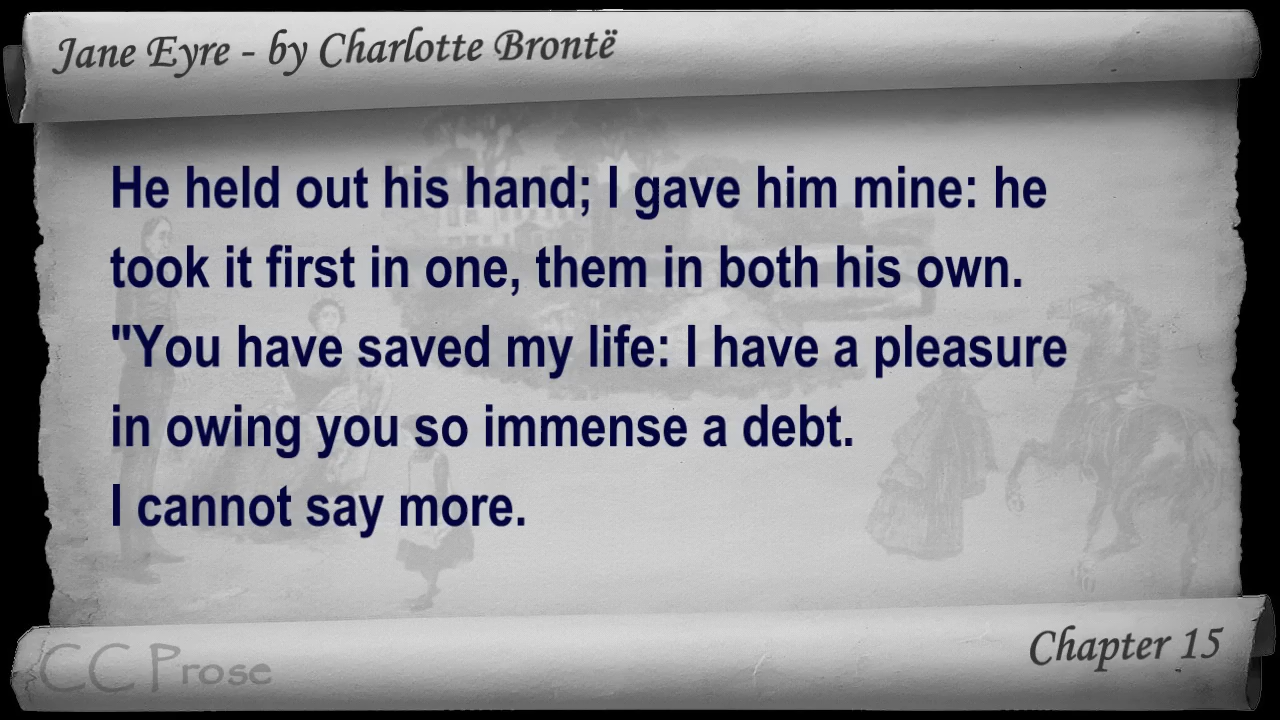 Jane Eyre - by Charlotte Brontë
He held out his hand; I gave him mine: he
took it first in one, them in both his own.
"You have saved my life: I have a pleasure
in owing you so immense a debt.
I cannot say more.
Chapter 15
CC Prose